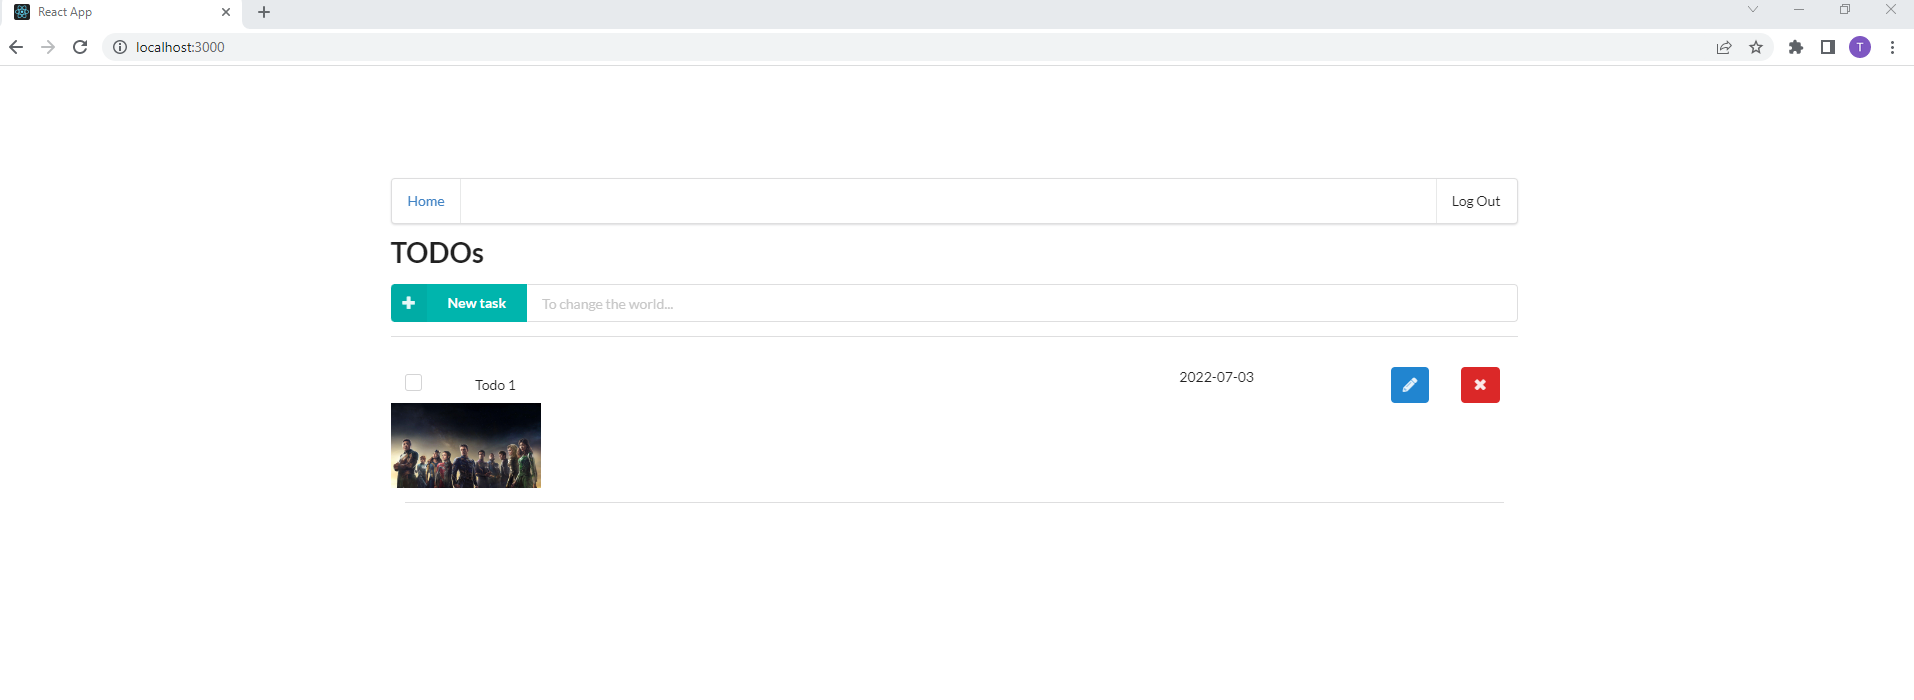 React App
localhost:3000
T
Home
Log Out
TODOs
New task
To change the world...
Todo 1
2022-07-03